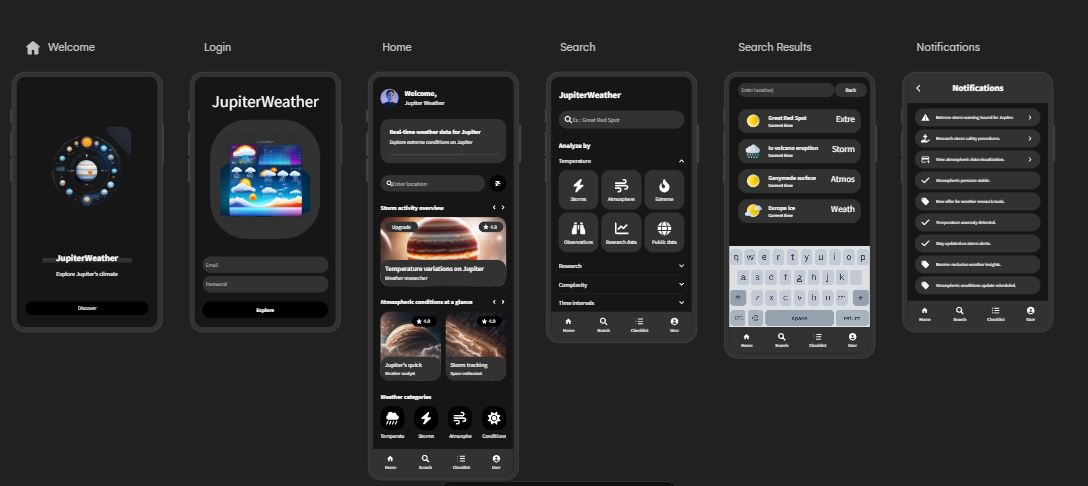 Welcome
JupiterWeather
Explore Jupiter's climate
Discover
Login
JupiterWeather
Email
Password
Explore
Home
Welcome,
Jupiter Weather
Real-time weather data for Jupiter
Explore extreme conditions on Jupiter
Enter location
Storm activity overview
Upgrade
4.9
Temperature variations on Jupiter
Weather researcher
Atmospheric conditions at a glance
4.9
4.9
Jupiter's quick
Weather analyst
Storm tracking
Space enthusiast
Weather categories
Temperatu
Storms
Atmosphe
Conditions
Home
Search
Checklist
User
Search
JupiterWeather
Ex.: Great Red Spot
Analyze by
Temperature
Storms
Atmosphere
Extreme
Observations
Research data
Public data
Research
Complexity
Time intervals
Home
Search
Checklist
User
Search Results
Enter location|
Back
Great Red Spot
Current time
Extre
Io volcano eruption
Current time
Storm
Ganymede surface
Current time
Atmos
Europa ice
Current time
Weath
q w e r t y u i o p
a s d f g h j k l
z x c v b n m
space
return
Home
Search
Checklist
User
Notifications
Notifications
Extreme storm warning issued for Jupiter.
Research storm safety procedures.
View atmospheric data visualization.
Atmospheric pressure stable.
New offer for weather research tools.
Temperature anomaly detected.
Stay updated on storm alerts.
Receive exclusive weather insights.
Atmospheric conditions update scheduled.
Home
Search
Checklist
User